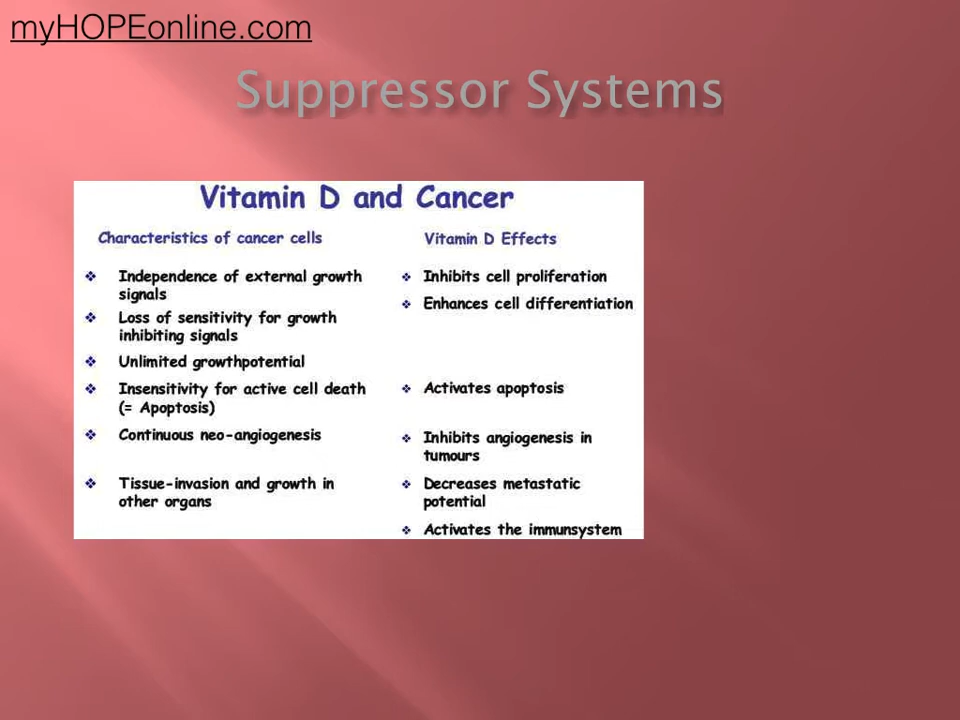 myHOPEonline.com
Suppressor Systems
Vitamin D and Cancer
Characteristics of cancer cells
❖ Independence of external growth
signals
❖ Loss of sensitivity for growth
inhibiting signals
❖ Unlimited growthpotential
❖ Insensitivity for active cell death
(= Apoptosis)
❖ Continuous neo-angiogenesis
❖ Tissue-invasion and growth in
other organs
Vitamin D Effects
❖ Inhibits cell proliferation
❖ Enhances cell differentiation
❖ Activates apoptosis
❖ Inhibits angiogenesis in
tumours
❖ Decreases metastatic
potential
❖ Activates the immunsystem